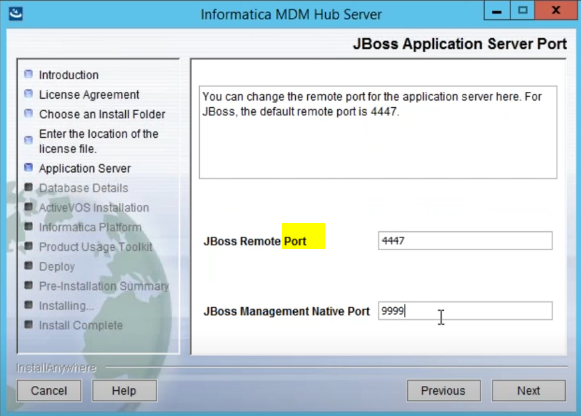 Informatica MDM Hub Server
JBoss Application Server Port
Introduction
License Agreement
Choose an Install Folder
Enter the location of the
license file.
Application Server
Database Details
ActiveVOS Installation
Informatica Platform
Product Usage Toolkit
Deploy
Pre-Installation Summary
Installing...
Install Complete
You can change the remote port for the application server here. For
JBoss, the default remote port is 4447.
JBoss Remote Port 4447
JBoss Management Native Port 9999
InstallAnywhere
Cancel Help Previous Next